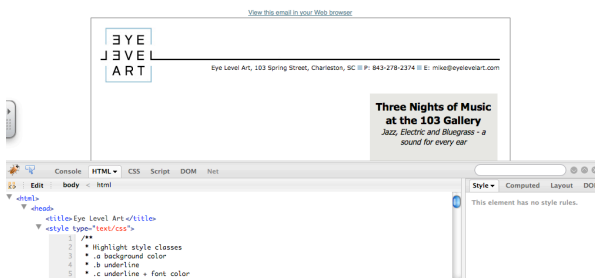 View this email in your Web browser
EYE
LEVEL
ART
Eye Level Art, 103 Spring Street, Charleston, SC P: 843-278-2374 E: mike@eyelevelart.com
Three Nights of Music
at the 103 Gallery
Jazz, Electric and Bluegrass - a
sound for every ear
Console HTML CSS Script DOM Net
Edit body < html
Style Computed Layout DO
This element has no style rules.
<html>
<head>
<title>Eye Level Art</title>
<style type="text/css">
1 /**
2 * Highlight style classes
3 * .a background color
4 * .b underline
5 * .c underline + font color